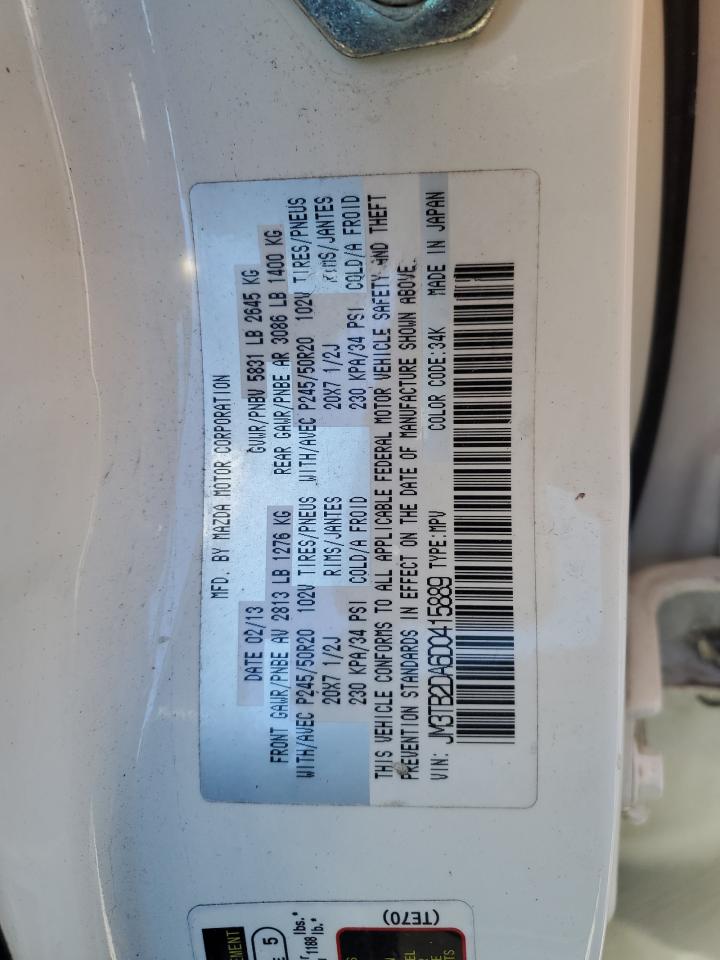 MFD. BY MAZDA MOTOR CORPORATION
DATE 02/13 GVWR/PNBV 5831 LB 2645 KG
FRONT GAWR/PNBE AV 2813 LB 1276 KG REAR GAWR/PNBE AR 3086 LB 1400 KG
WITH/AVEC P245/50R20 102V TIRES/PNEUS WITH/AVEC P245/50R20 102V TIRES/PNEUS
20X7 1/2J RIMS/JANTES 20X7 1/2J RIMS/JANTES
230 KPA/34 PSI COLD/A FROID 230 KPA/34 PSI COLD/A FROID
THIS VEHICLE CONFORMS TO ALL APPLICABLE FEDERAL MOTOR VEHICLE SAFETY AND THEFT
PREVENTION STANDARDS IN EFFECT ON THE DATE OF MANUFACTURE SHOWN ABOVE.
COLOR CODE:34K MADE IN JAPAN
VIN: JM3TB2DA6D0415889 TYPE:MPV
(TE70)
5
1188 lb.*
lbs.*